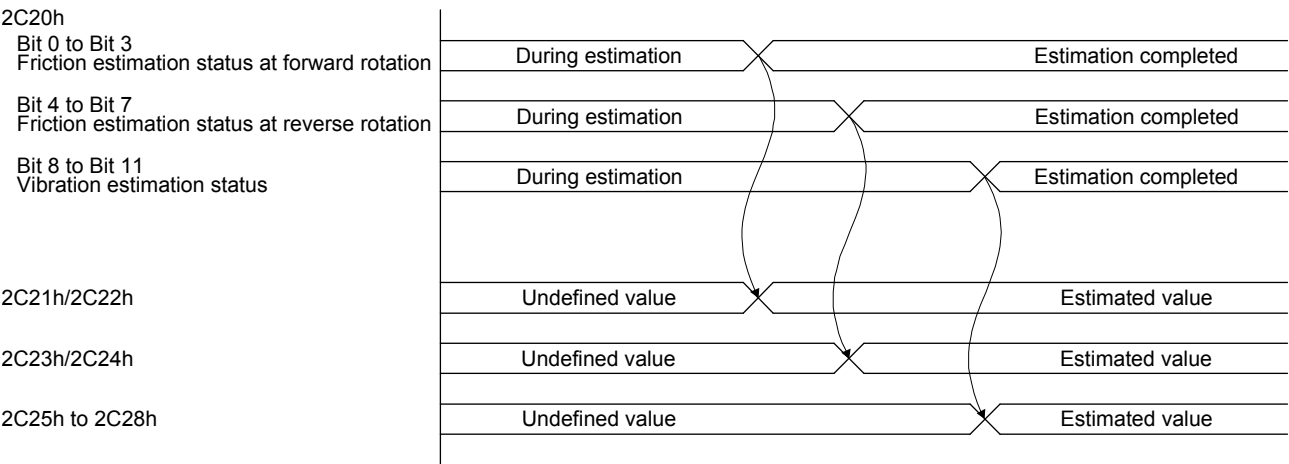 2C20h
Bit 0 to Bit 3
Friction estimation status at forward rotation
During estimation
Estimation completed
Bit 4 to Bit 7
Friction estimation status at reverse rotation
During estimation
Estimation completed
Bit 8 to Bit 11
Vibration estimation status
During estimation
Estimation completed
2C21h/2C22h
Undefined value
Estimated value
2C23h/2C24h
Undefined value
Estimated value
2C25h to 2C28h
Undefined value
Estimated value